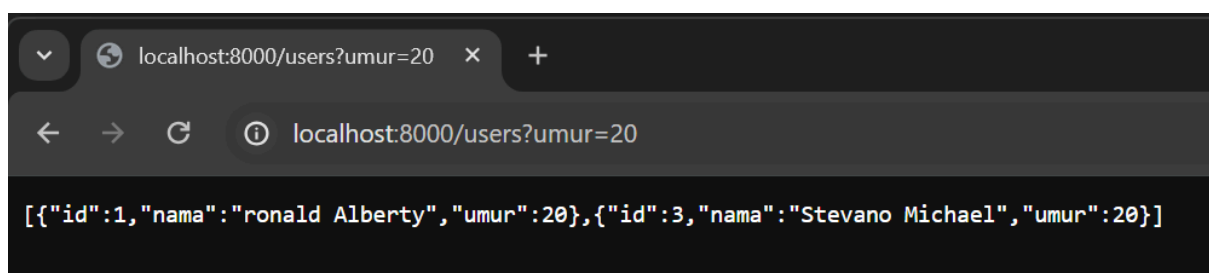 localhost:8000/users?umur=20
localhost:8000/users?umur=20
[{"id":1,"nama":"ronald Alberty","umur":20},{"id":3,"nama":"Stevano Michael","umur":20}]